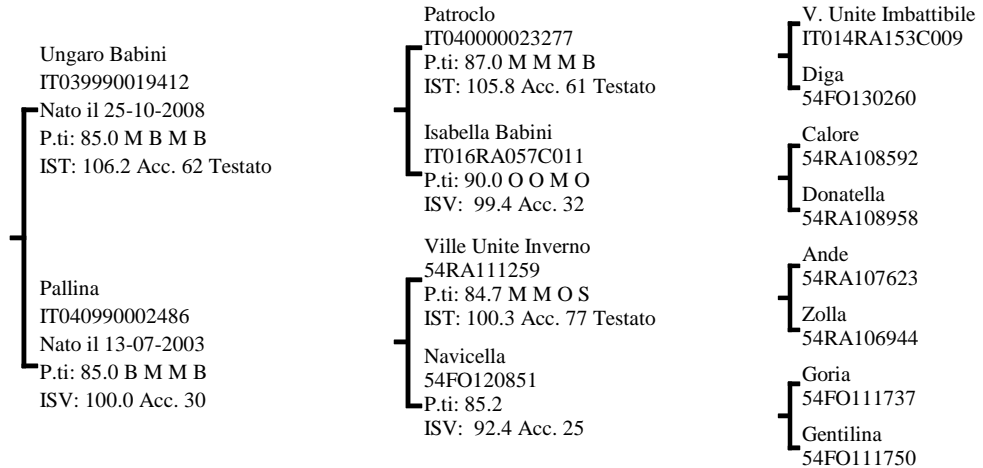 Ungaro Babini
IT039990019412
Nato il 25-10-2008
P.ti: 85.0 M B M B
IST: 106.2 Acc. 62 Testato
Pallina
IT040990002486
Nato il 13-07-2003
P.ti: 85.0 B M M B
ISV: 100.0 Acc. 30
Patroclo
IT040000023277
P.ti: 87.0 M M M B
IST: 105.8 Acc. 61 Testato
Isabella Babini
IT016RA057C011
P.ti: 90.0 O O M O
ISV: 99.4 Acc. 32
Ville Unite Inverno
54RA111259
P.ti: 84.7 M M O S
IST: 100.3 Acc. 77 Testato
Navicella
54FO120851
P.ti: 85.2
ISV: 92.4 Acc. 25
V. Unite Imbattibile
IT014RA153C009
Diga
54FO130260
Calore
54RA108592
Donatella
54RA108958
Ande
54RA107623
Zolla
54RA106944
Goria
54FO111737
Gentilina
54FO111750